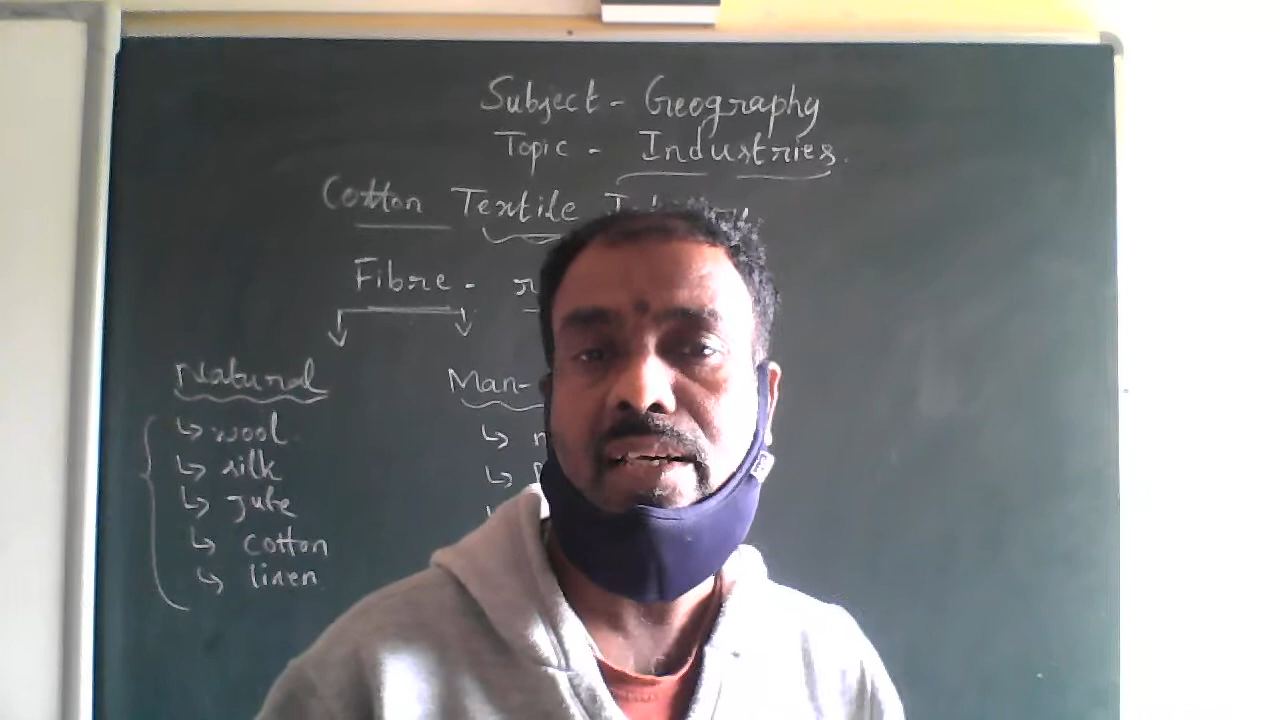 Subject - Geography
Topic - Industries.
Cotton Textile
Fibre -
Natural
Man-
↳ wool.
↳ silk
↳ jute
↳ cotton
↳ linen